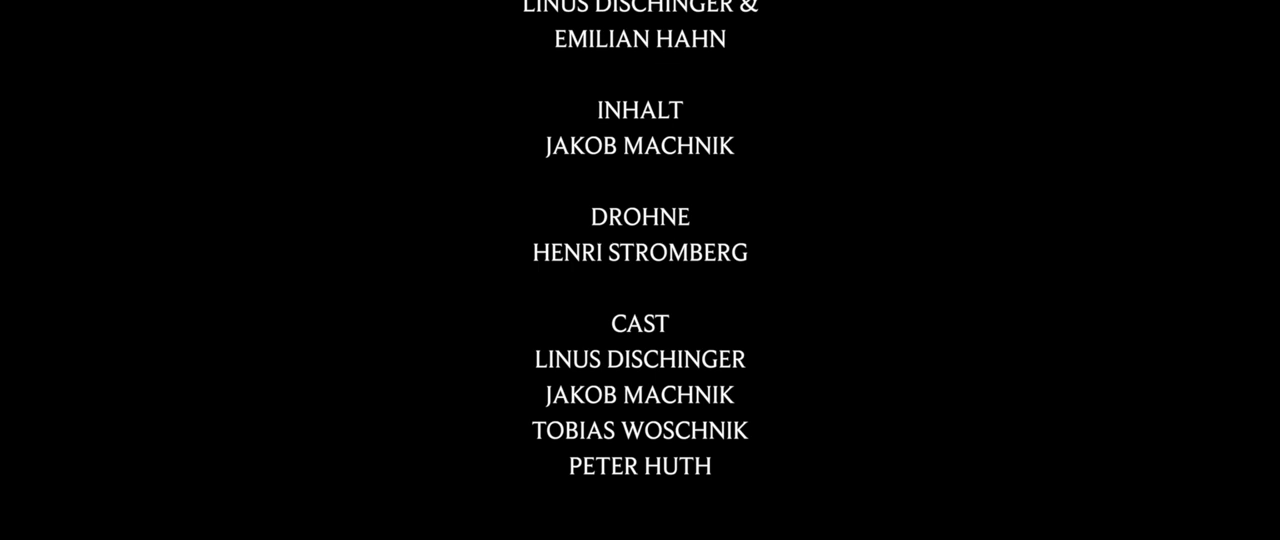 LINUS DISCHINGER &
EMILIAN HAHN
INHALT
JAKOB MACHNIK
DROHNE
HENRI STROMBERG
CAST
LINUS DISCHINGER
JAKOB MACHNIK
TOBIAS WOSCHNIK
PETER HUTH